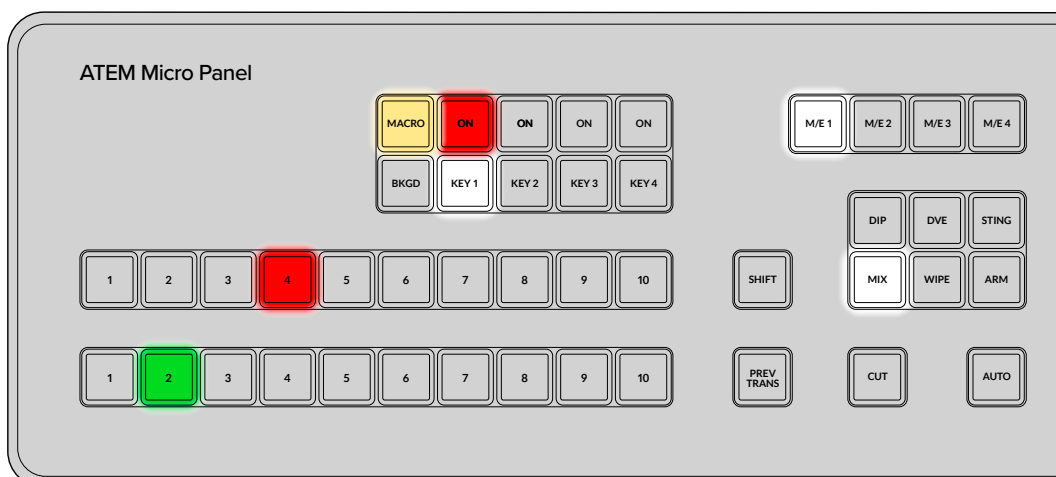 ATEM Micro Panel
MACRO ON ON ON ON
M/E 1 M/E 2 M/E 3 M/E 4
BKGD KEY 1 KEY 2 KEY 3 KEY 4
DIP DVE STING
1 2 3 4 5 6 7 8 9 10
SHIFT
MIX WIPE ARM
1 2 3 4 5 6 7 8 9 10
PREV
TRANS
CUT
AUTO